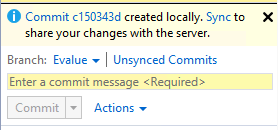 Commit c150343d created locally. Sync to
share your changes with the server.
Branch: Evalue | Unsynced Commits
Enter a commit message <Required>
Commit | Actions